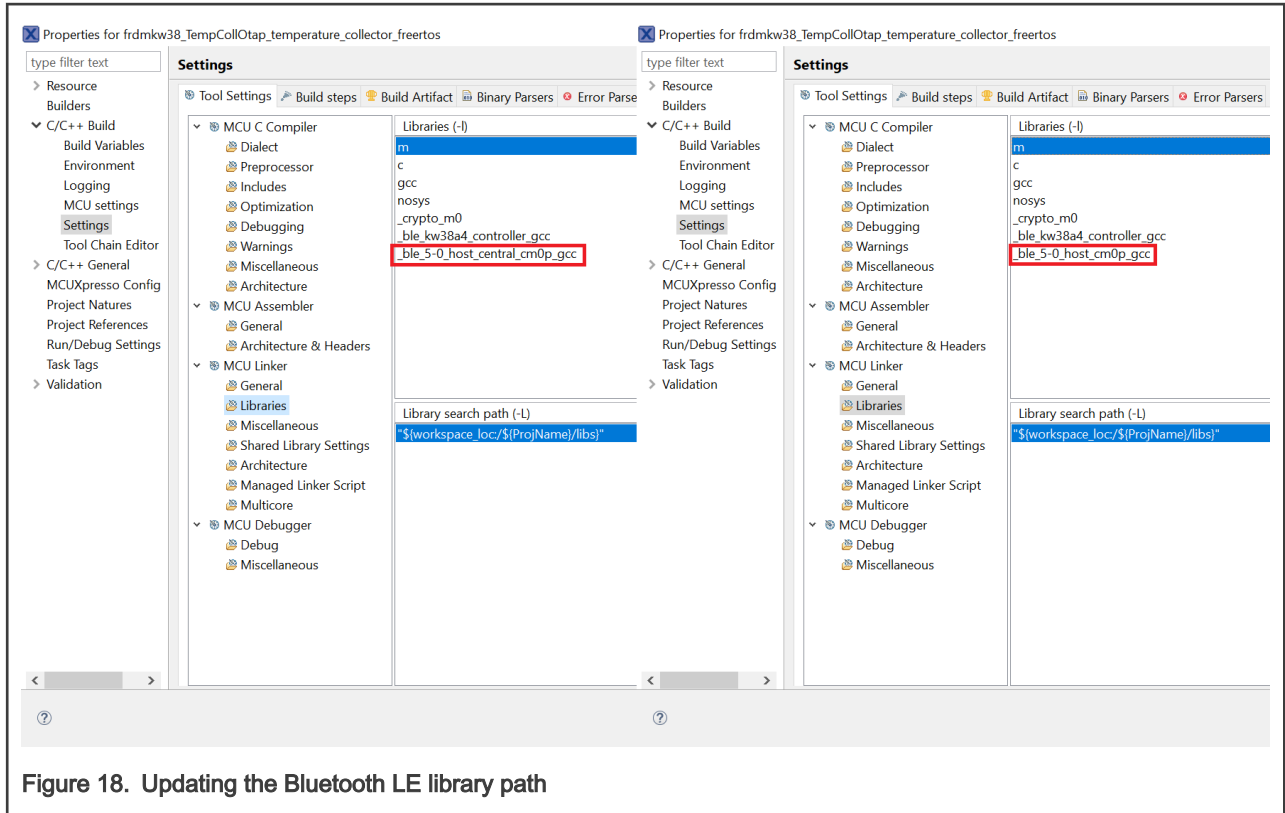 Properties for frdmkw38_TempCollOtap_temperature_collector_freertos
type filter text
Resource
Builders
C/C++ Build
Build Variables
Environment
Logging
MCU settings
Settings
Tool Chain Editor
C/C++ General
MCUXpresso Config
Project Natures
Project References
Run/Debug Settings
Task Tags
Validation
Settings
Tool Settings Build steps Build Artifact Binary Parsers Error Parse
MCU C Compiler
Dialect
Preprocessor
Includes
Optimization
Debugging
Warnings
Miscellaneous
Architecture
MCU Assembler
General
Architecture & Headers
MCU Linker
General
Libraries
Miscellaneous
Shared Library Settings
Architecture
Managed Linker Script
Multicore
MCU Debugger
Debug
Miscellaneous
Libraries (-l)
m
c
gcc
nosys
_crypto_m0
_ble_kw38a4_controller_gcc
_ble_5-0_host_central_cm0p_gcc
Library search path (-L)
"${workspace_loc:/${ProjName}/libs}"
Properties for frdmkw38_TempCollOtap_temperature_collector_freertos
type filter text
Resource
Builders
C/C++ Build
Build Variables
Environment
Logging
MCU settings
Settings
Tool Chain Editor
C/C++ General
MCUXpresso Config
Project Natures
Project References
Run/Debug Settings
Task Tags
Validation
Settings
Tool Settings Build steps Build Artifact Binary Parsers Error Parsers
MCU C Compiler
Dialect
Preprocessor
Includes
Optimization
Debugging
Warnings
Miscellaneous
Architecture
MCU Assembler
General
Architecture & Headers
MCU Linker
General
Libraries
Miscellaneous
Shared Library Settings
Architecture
Managed Linker Script
Multicore
MCU Debugger
Debug
Miscellaneous
Libraries (-l)
m
c
gcc
nosys
_crypto_m0
_ble_kw38a4_controller_gcc
_ble_5-0_host_cm0p_gcc
Library search path (-L)
"${workspace_loc:/${ProjName}/libs}"
Figure 18. Updating the Bluetooth LE library path